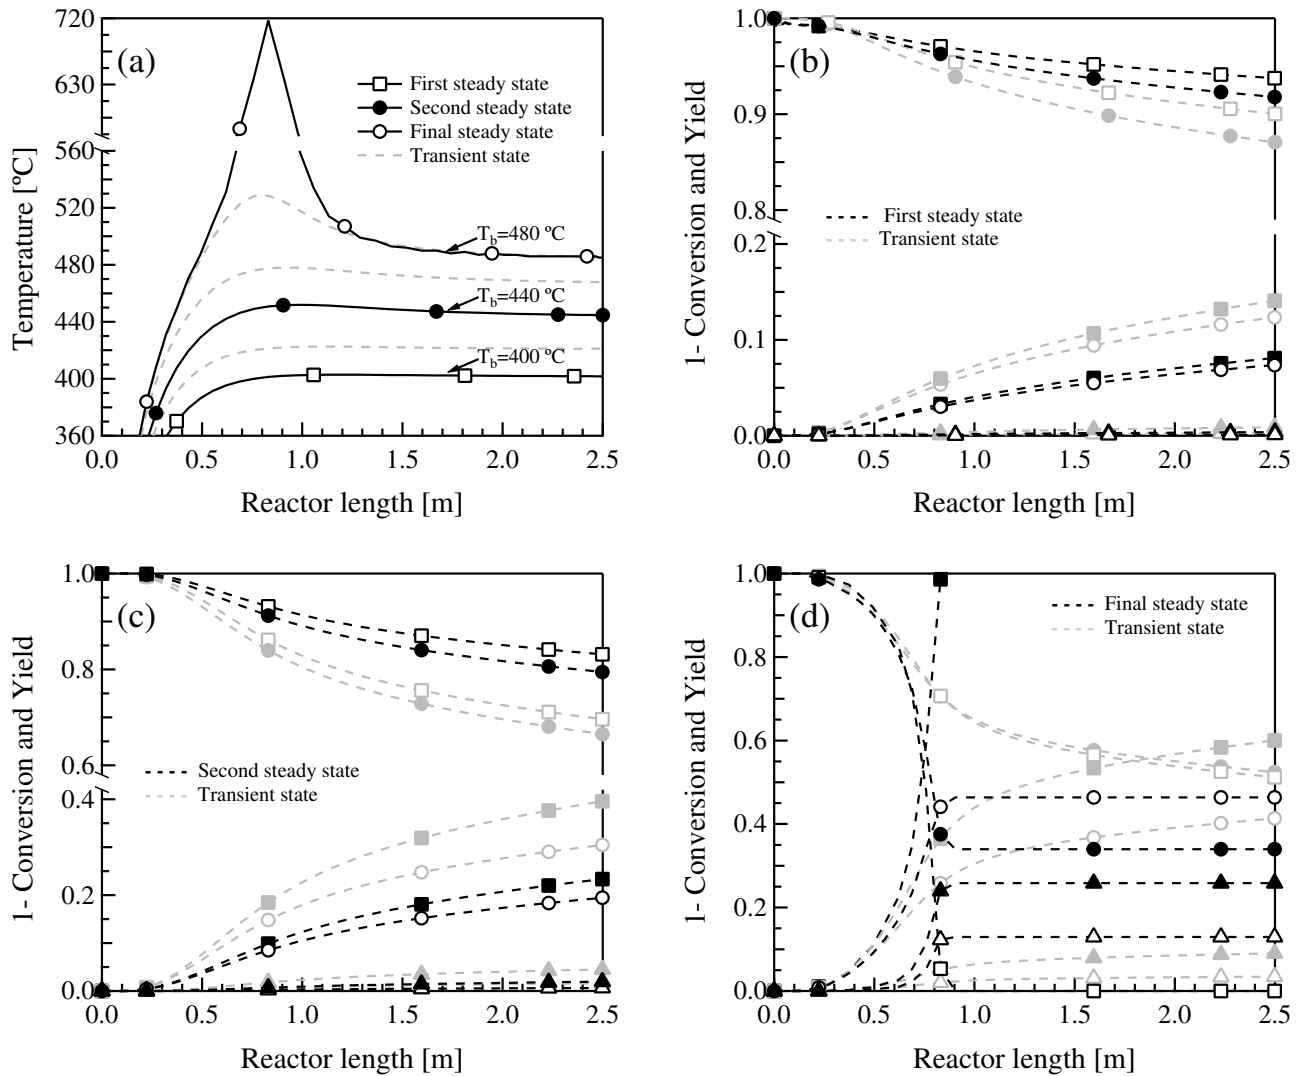 720
630
560
520
480
440
400
360
(a)
First steady state
Second steady state
Final steady state
Transient state
T_b=480 ºC
T_b=440 ºC
T_b=400 ºC
Temperature [ºC]
0.0 0.5 1.0 1.5 2.0 2.5
Reactor length [m]
1.0
0.9
0.8
0.2
0.1
0.0
(b)
First steady state
Transient state
1- Conversion and Yield
0.0 0.5 1.0 1.5 2.0 2.5
Reactor length [m]
1.0
0.8
0.6
0.4
0.2
0.0
(c)
Second steady state
Transient state
1- Conversion and Yield
0.0 0.5 1.0 1.5 2.0 2.5
Reactor length [m]
1.0
0.8
0.6
0.4
0.2
0.0
(d)
Final steady state
Transient state
1- Conversion and Yield
0.0 0.5 1.0 1.5 2.0 2.5
Reactor length [m]